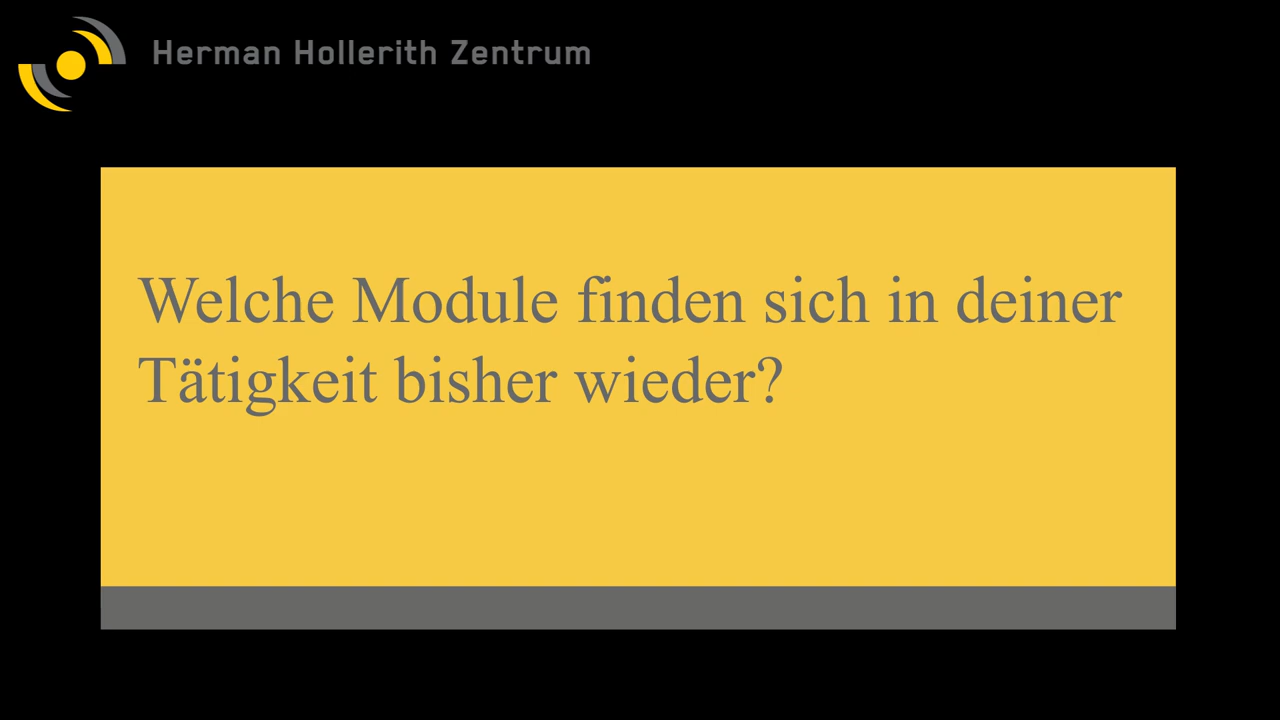 Herman Hollerith Zentrum
Welche Module finden sich in deiner
Tätigkeit bisher wieder?